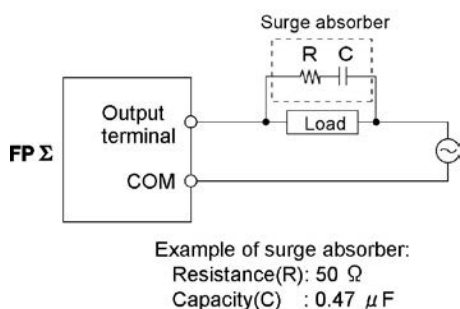 Surge absorber
R C
Output
terminal
Load
FP Σ
COM
Example of surge absorber:
Resistance(R): 50 Ω
Capacity(C) : 0.47 μF